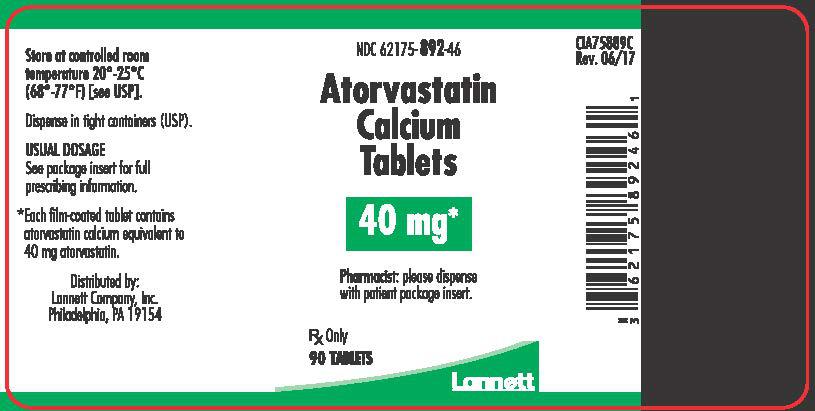 Store at controlled room
temperature 20°-25°C
(68°-77°F) [see USP].
Dispense in tight containers (USP).
USUAL DOSAGE
See package insert for full
prescribing information.
*Each film-coated tablet contains
atorvastatin calcium equivalent to
40 mg atorvastatin.
Distributed by:
Lannett Company, Inc.
Philadelphia, PA 19154
NDC 62175-892-46
Atorvastatin
Calcium
Tablets
40 mg*
Pharmacist: please dispense
with patient package insert.
Rx Only
90 TABLETS
Lannett
CIA75889C
Rev. 06/17
3 62175 89246 1